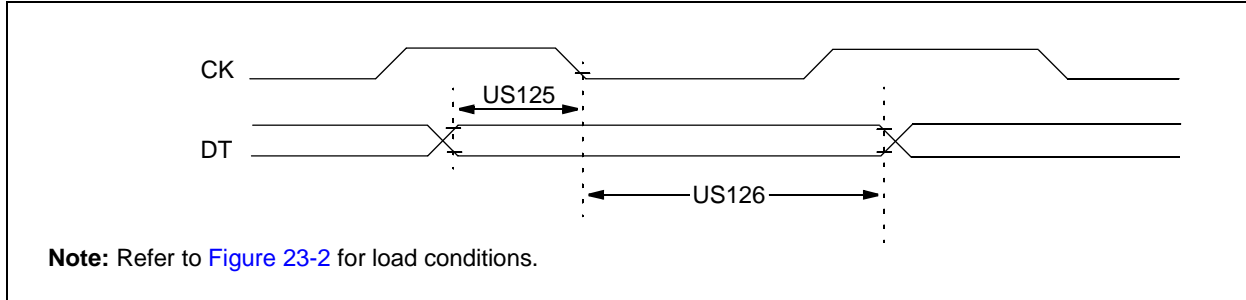 CK
US125
DT
US126
Note: Refer to Figure 23-2 for load conditions.